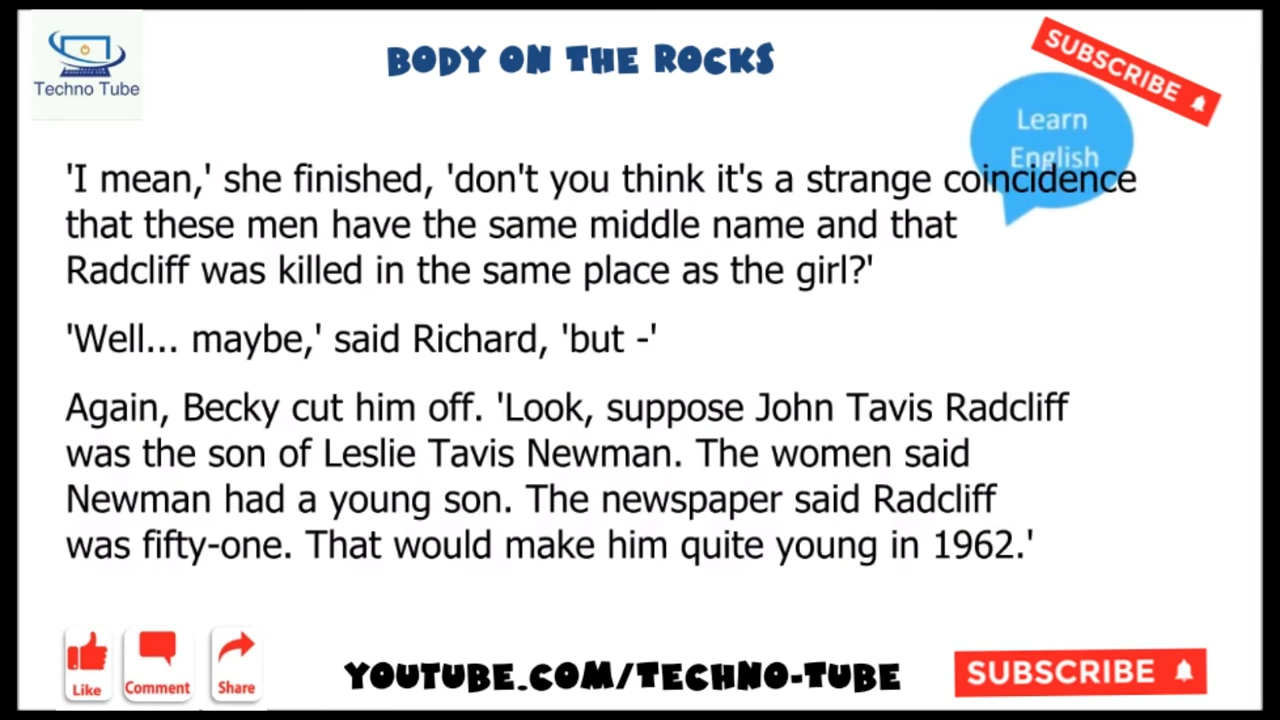 Techno Tube
BODY ON THE ROCKS
SUBSCRIBE
Learn
English
'I mean,' she finished, 'don't you think it's a strange coincidence
that these men have the same middle name and that
Radcliff was killed in the same place as the girl?'
'Well... maybe,' said Richard, 'but -'
Again, Becky cut him off. 'Look, suppose John Tavis Radcliff
was the son of Leslie Tavis Newman. The women said
Newman had a young son. The newspaper said Radcliff
was fifty-one. That would make him quite young in 1962.'
Like
Comment
Share
YOUTUBE.COM/TECHNO-TUBE
SUBSCRIBE